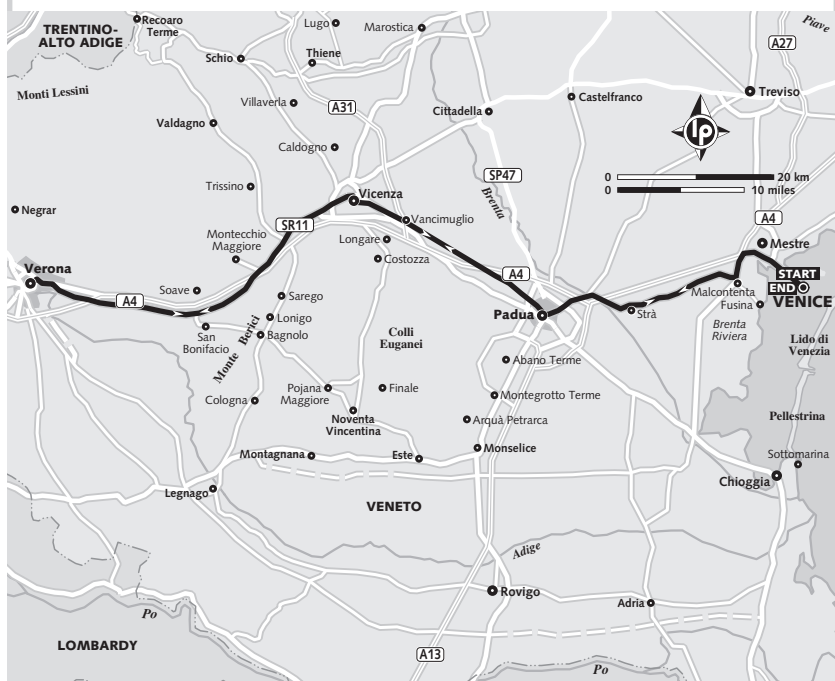 TRENTINO-
ALTO ADIGE
Recoaro
Terme
Lugo
Marostica
Piave
A27
Schio
Thiene
Monti Lessini
Villaverla
A31
Cittadella
Castelfranco
Treviso
lp
Valdagno
Caldogno
Trissino
SP47
0 20 km
0 10 miles
Negrar
Vicenza
Brenta
Vancimuglio
SR11
A4
Mestre
Montecchio
Maggiore
Longare
Costozza
Verona
A4
START
END
VENICE
Soave
A4
Sarego
Malcontenta
Fusina
Padua
Strà
San
Bonifacio
Lonigo
Bagnolo
Monte Berici
Colli
Euganei
Brenta
Riviera
Lido di
Venezia
Abano Terme
Cologna
Pojana
Maggiore
Finale
Montegrotto Terme
Noventa
Vincentina
Arquà Petrarca
Pellestrina
Montagnana
Este
Monselice
Sottomarina
Chioggia
Legnago
VENETO
Adige
Rovigo
Adria
Po
LOMBARDY
A13
Po